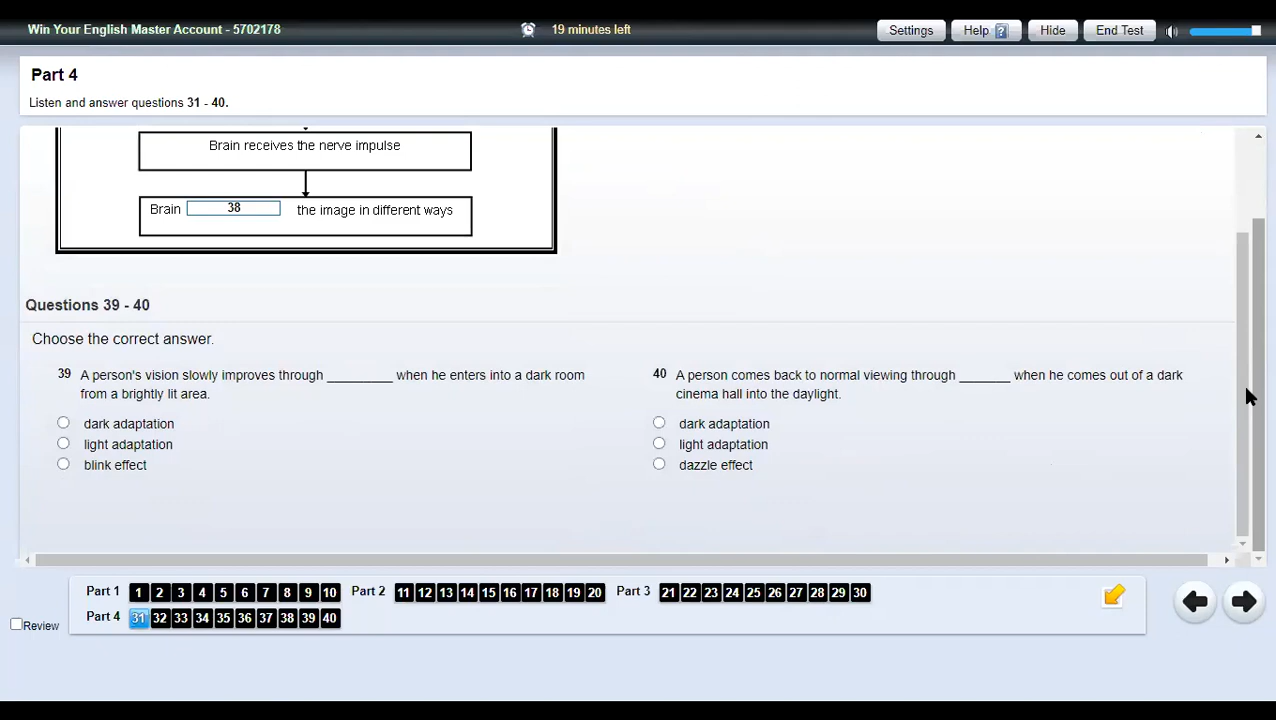 Win Your English Master Account - 5702178
19 minutes left
Settings
Help ?
Hide
End Test
Part 4
Listen and answer questions 31 - 40.
Brain receives the nerve impulse
Brain 38 the image in different ways
Questions 39 - 40
Choose the correct answer.
39 A person's vision slowly improves through _________ when he enters into a dark room
from a brightly lit area.
dark adaptation
light adaptation
blink effect
40 A person comes back to normal viewing through _______ when he comes out of a dark
cinema hall into the daylight.
dark adaptation
light adaptation
dazzle effect
Part 1 1 2 3 4 5 6 7 8 9 10 Part 2 11 12 13 14 15 16 17 18 19 20 Part 3 21 22 23 24 25 26 27 28 29 30
Part 4 31 32 33 34 35 36 37 38 39 40
Review